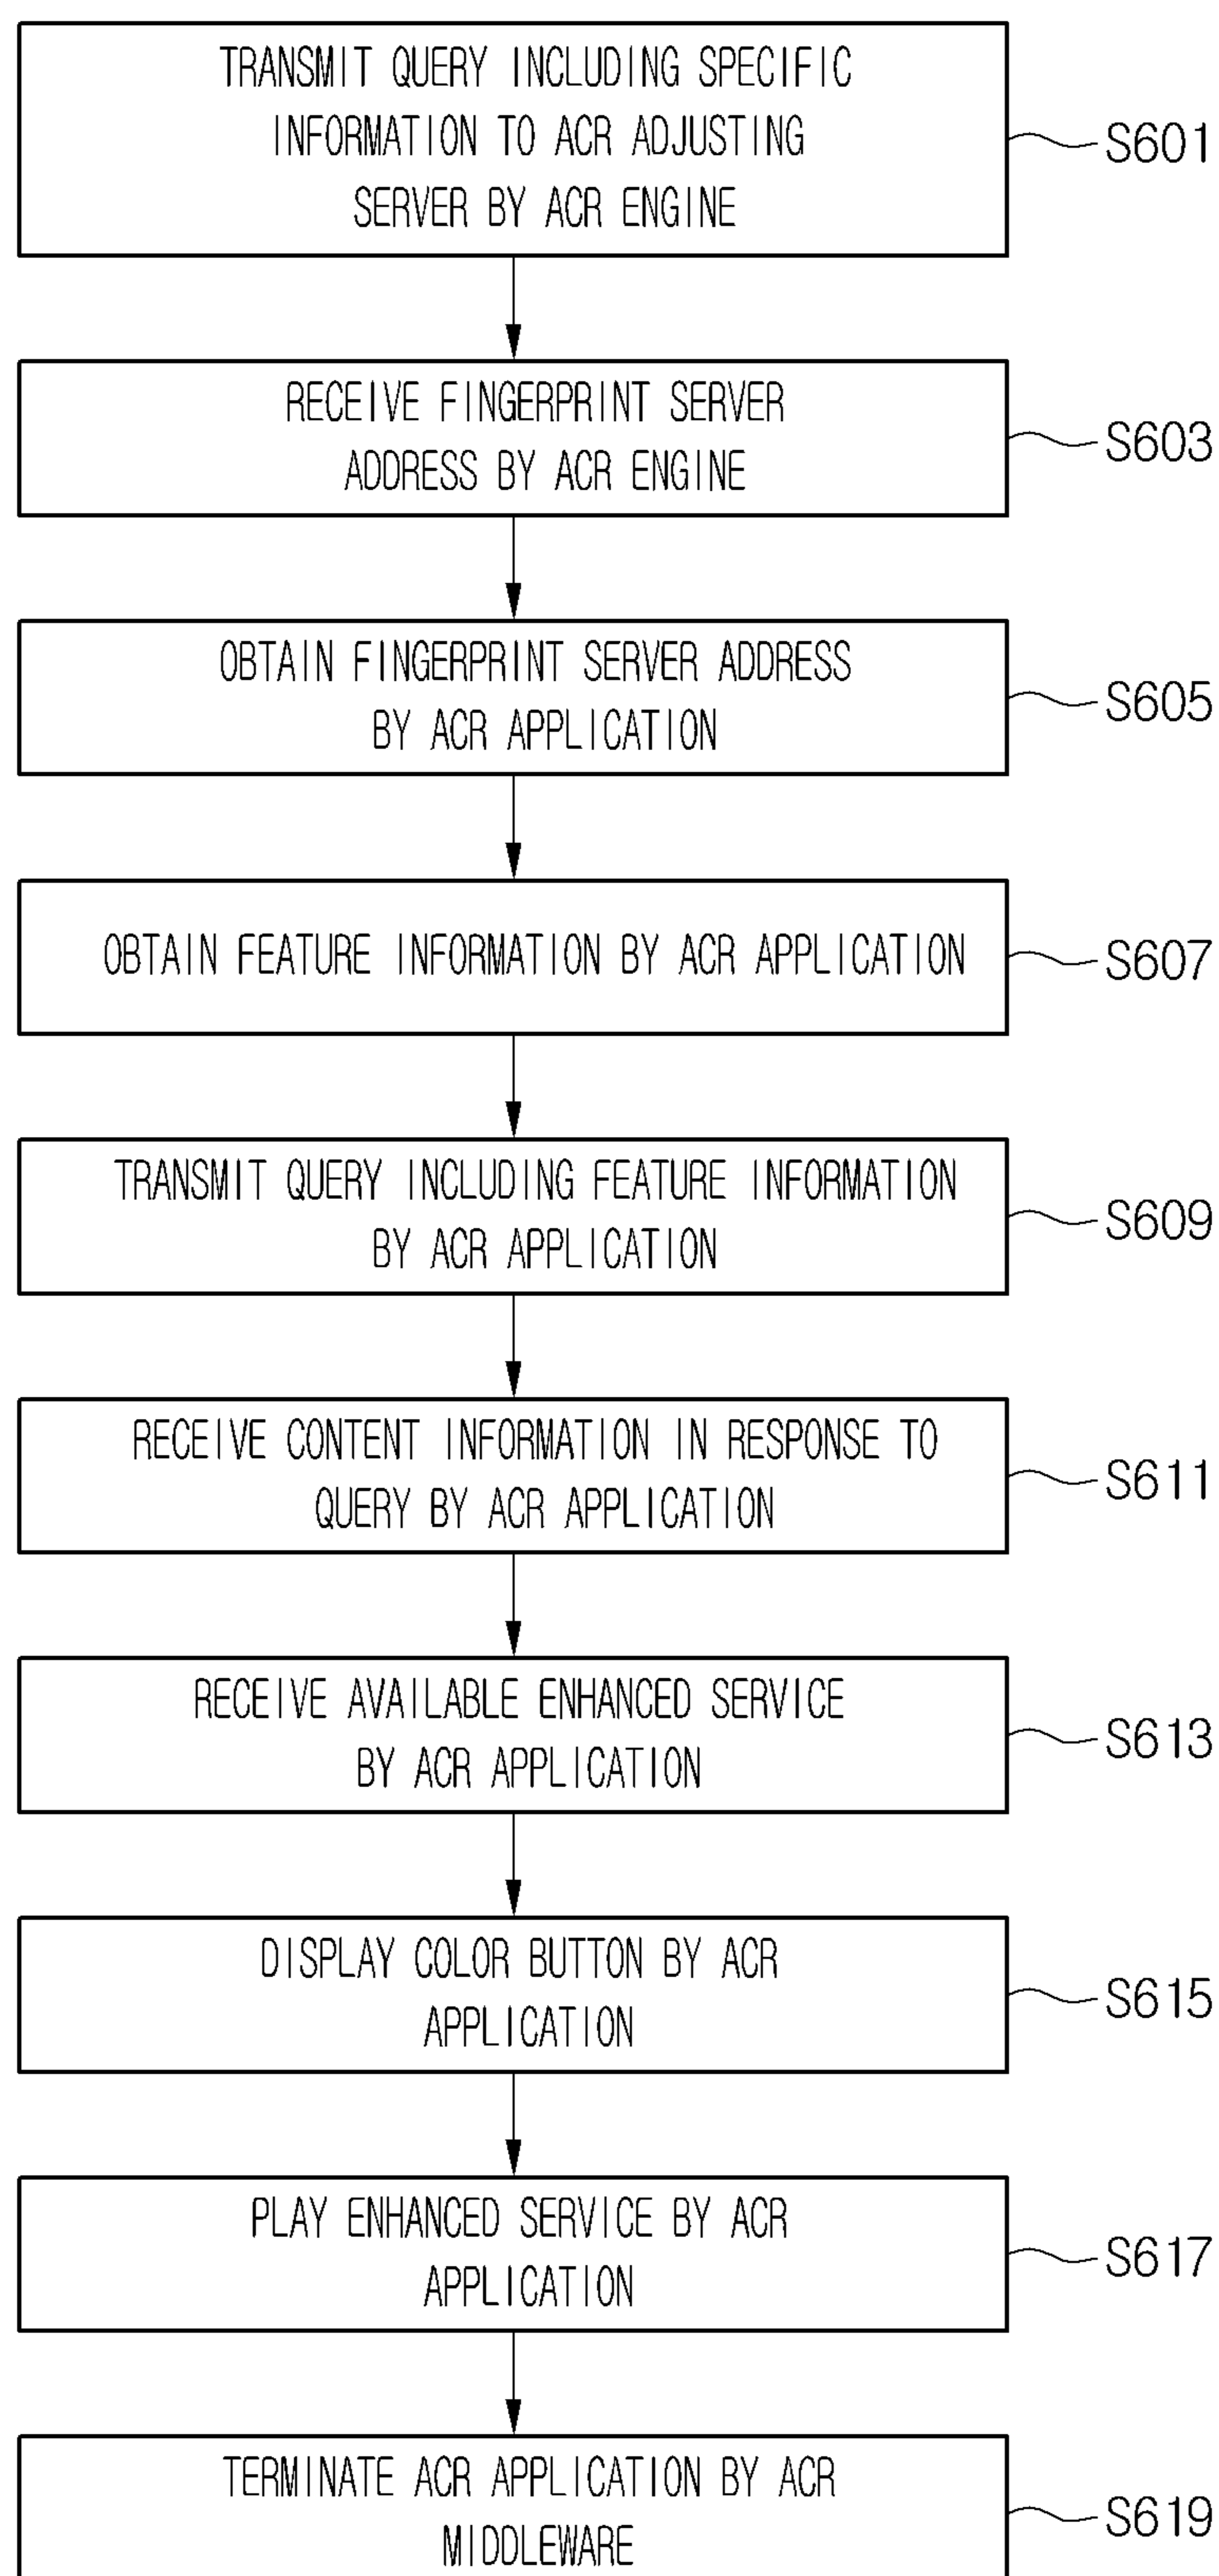 TRANSMIT QUERY INCLUDING SPECIFIC
INFORMATION TO ACR ADJUSTING
SERVER BY ACR ENGINE
S601
RECEIVE FINGERPRINT SERVER
ADDRESS BY ACR ENGINE
S603
OBTAIN FINGERPRINT SERVER ADDRESS
BY ACR APPLICATION
S605
OBTAIN FEATURE INFORMATION BY ACR APPLICATION
S607
TRANSMIT QUERY INCLUDING FEATURE INFORMATION
BY ACR APPLICATION
S609
RECEIVE CONTENT INFORMATION IN RESPONSE TO
QUERY BY ACR APPLICATION
S611
RECEIVE AVAILABLE ENHANCED SERVICE
BY ACR APPLICATION
S613
DISPLAY COLOR BUTTON BY ACR
APPLICATION
S615
PLAY ENHANCED SERVICE BY ACR
APPLICATION
S617
TERMINATE ACR APPLICATION BY ACR
MIDDLEWARE
S619